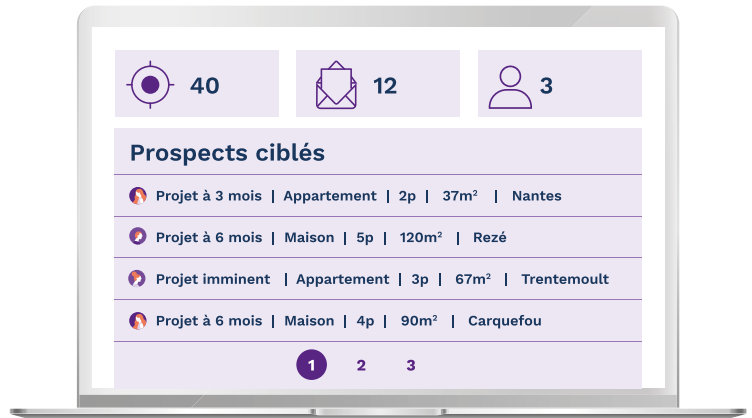 40 12 3
Prospects ciblés
Projet à 3 mois | Appartement | 2p | 37m² | Nantes
Projet à 6 mois | Maison | 5p | 120m² | Rezé
Projet imminent | Appartement | 3p | 67m² | Trentemoult
Projet à 6 mois | Maison | 4p | 90m² | Carquefou
1 2 3